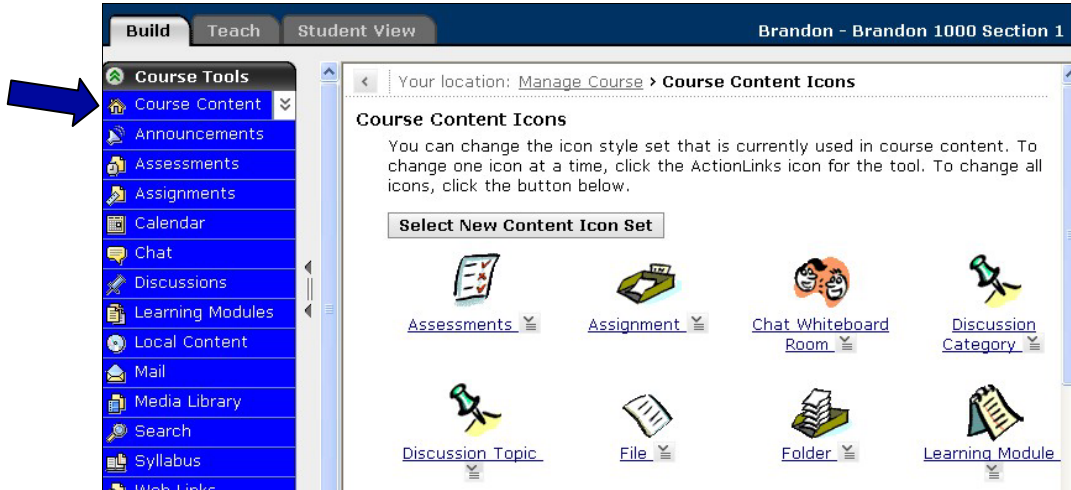 Build Teach Student View Brandon - Brandon 1000 Section 1
Course Tools
Course Content
Announcements
Assessments
Assignments
Calendar
Chat
Discussions
Learning Modules
Local Content
Mail
Media Library
Search
Syllabus
Web Links
Your location: Manage Course › Course Content Icons
Course Content Icons
You can change the icon style set that is currently used in course content. To
change one icon at a time, click the ActionLinks icon for the tool. To change all
icons, click the button below.
Select New Content Icon Set
Assessments
Assignment
Chat Whiteboard
Room
Discussion
Category
Discussion Topic
File
Folder
Learning Module